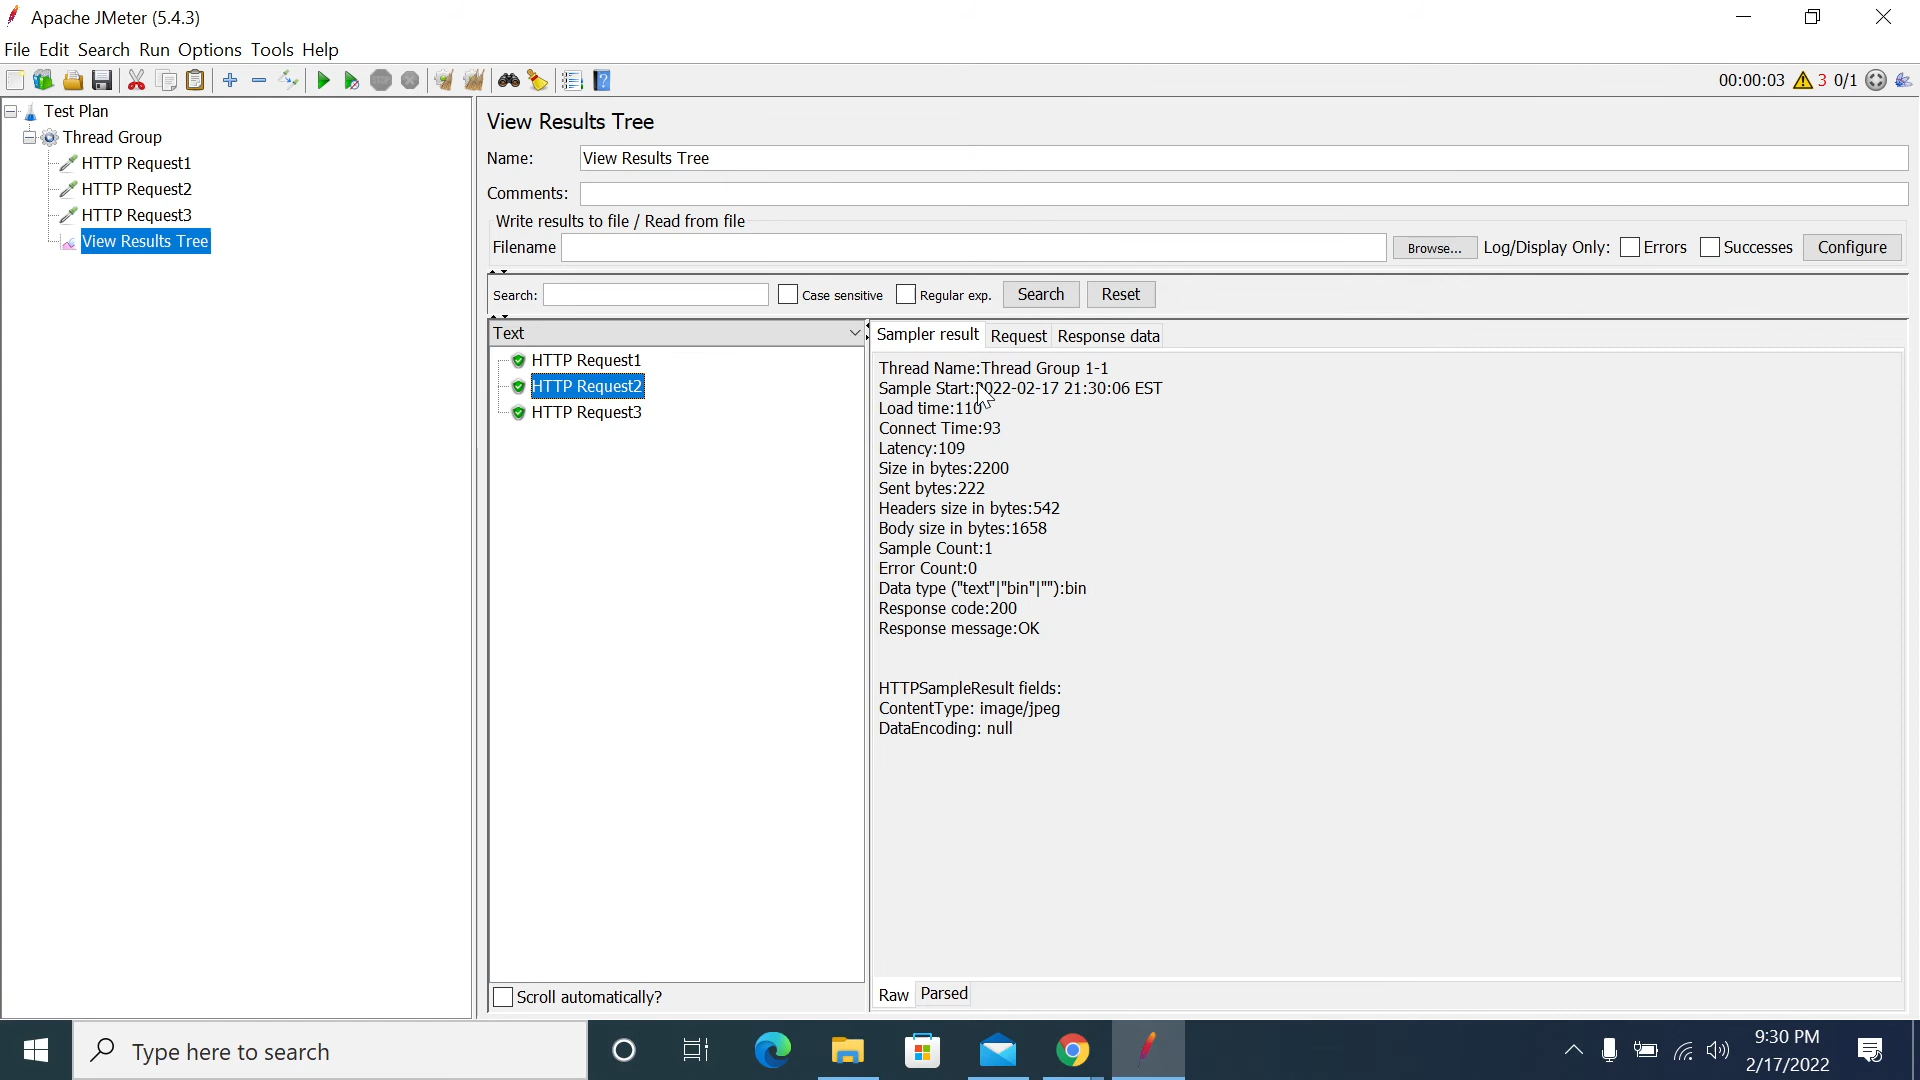 Apache JMeter (5.4.3)
File Edit Search Run Options Tools Help
00:00:03 3 0/1
Test Plan
Thread Group
HTTP Request1
HTTP Request2
HTTP Request3
View Results Tree
View Results Tree
Name: View Results Tree
Comments:
Write results to file / Read from file
Filename Browse... Log/Display Only: Errors Successes Configure
Search: Case sensitive Regular exp. Search Reset
Text
HTTP Request1
HTTP Request2
HTTP Request3
Scroll automatically?
Sampler result Request Response data
Thread Name:Thread Group 1-1
Sample Start:2022-02-17 21:30:06 EST
Load time:110
Connect Time:93
Latency:109
Size in bytes:2200
Sent bytes:222
Headers size in bytes:542
Body size in bytes:1658
Sample Count:1
Error Count:0
Data type ("text"|"bin"|""):bin
Response code:200
Response message:OK
HTTPSampleResult fields:
ContentType: image/jpeg
DataEncoding: null
Raw Parsed
Type here to search
9:30 PM
2/17/2022